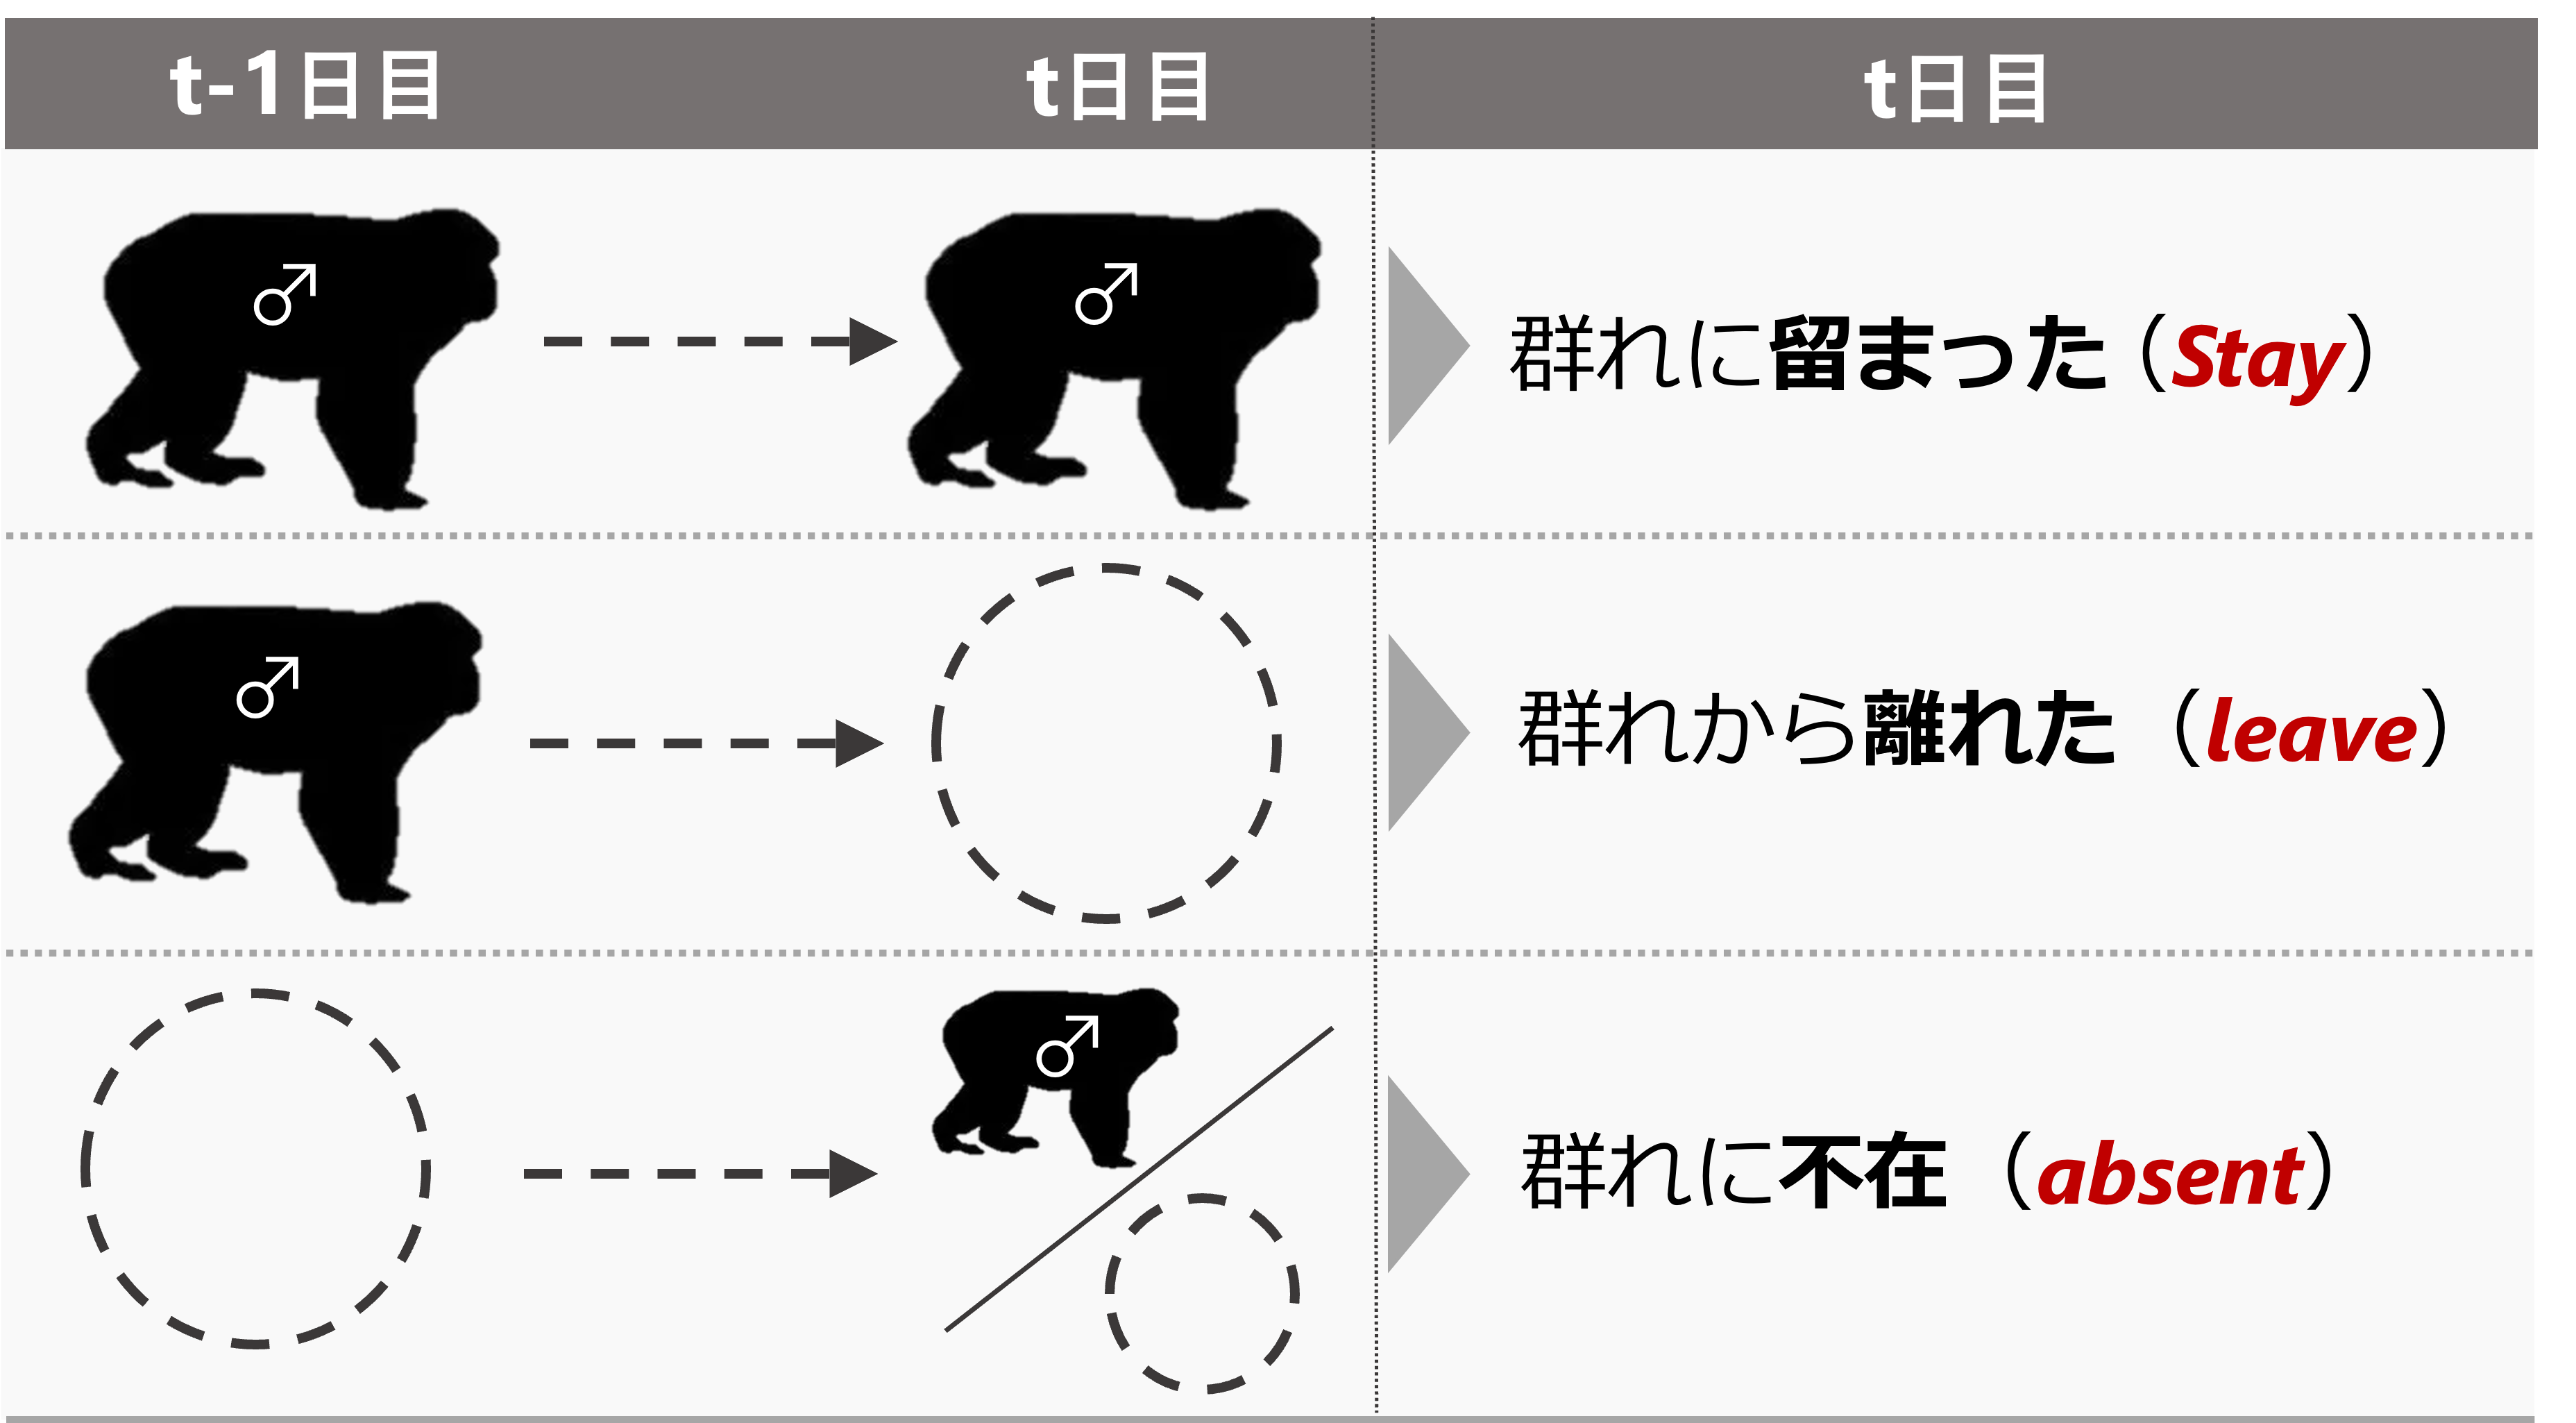 t-1日目
t日目
t日目
♂
♂
群れに留まった（Stay）
♂
群れから離れた（leave）
♂
群れに不在（absent）